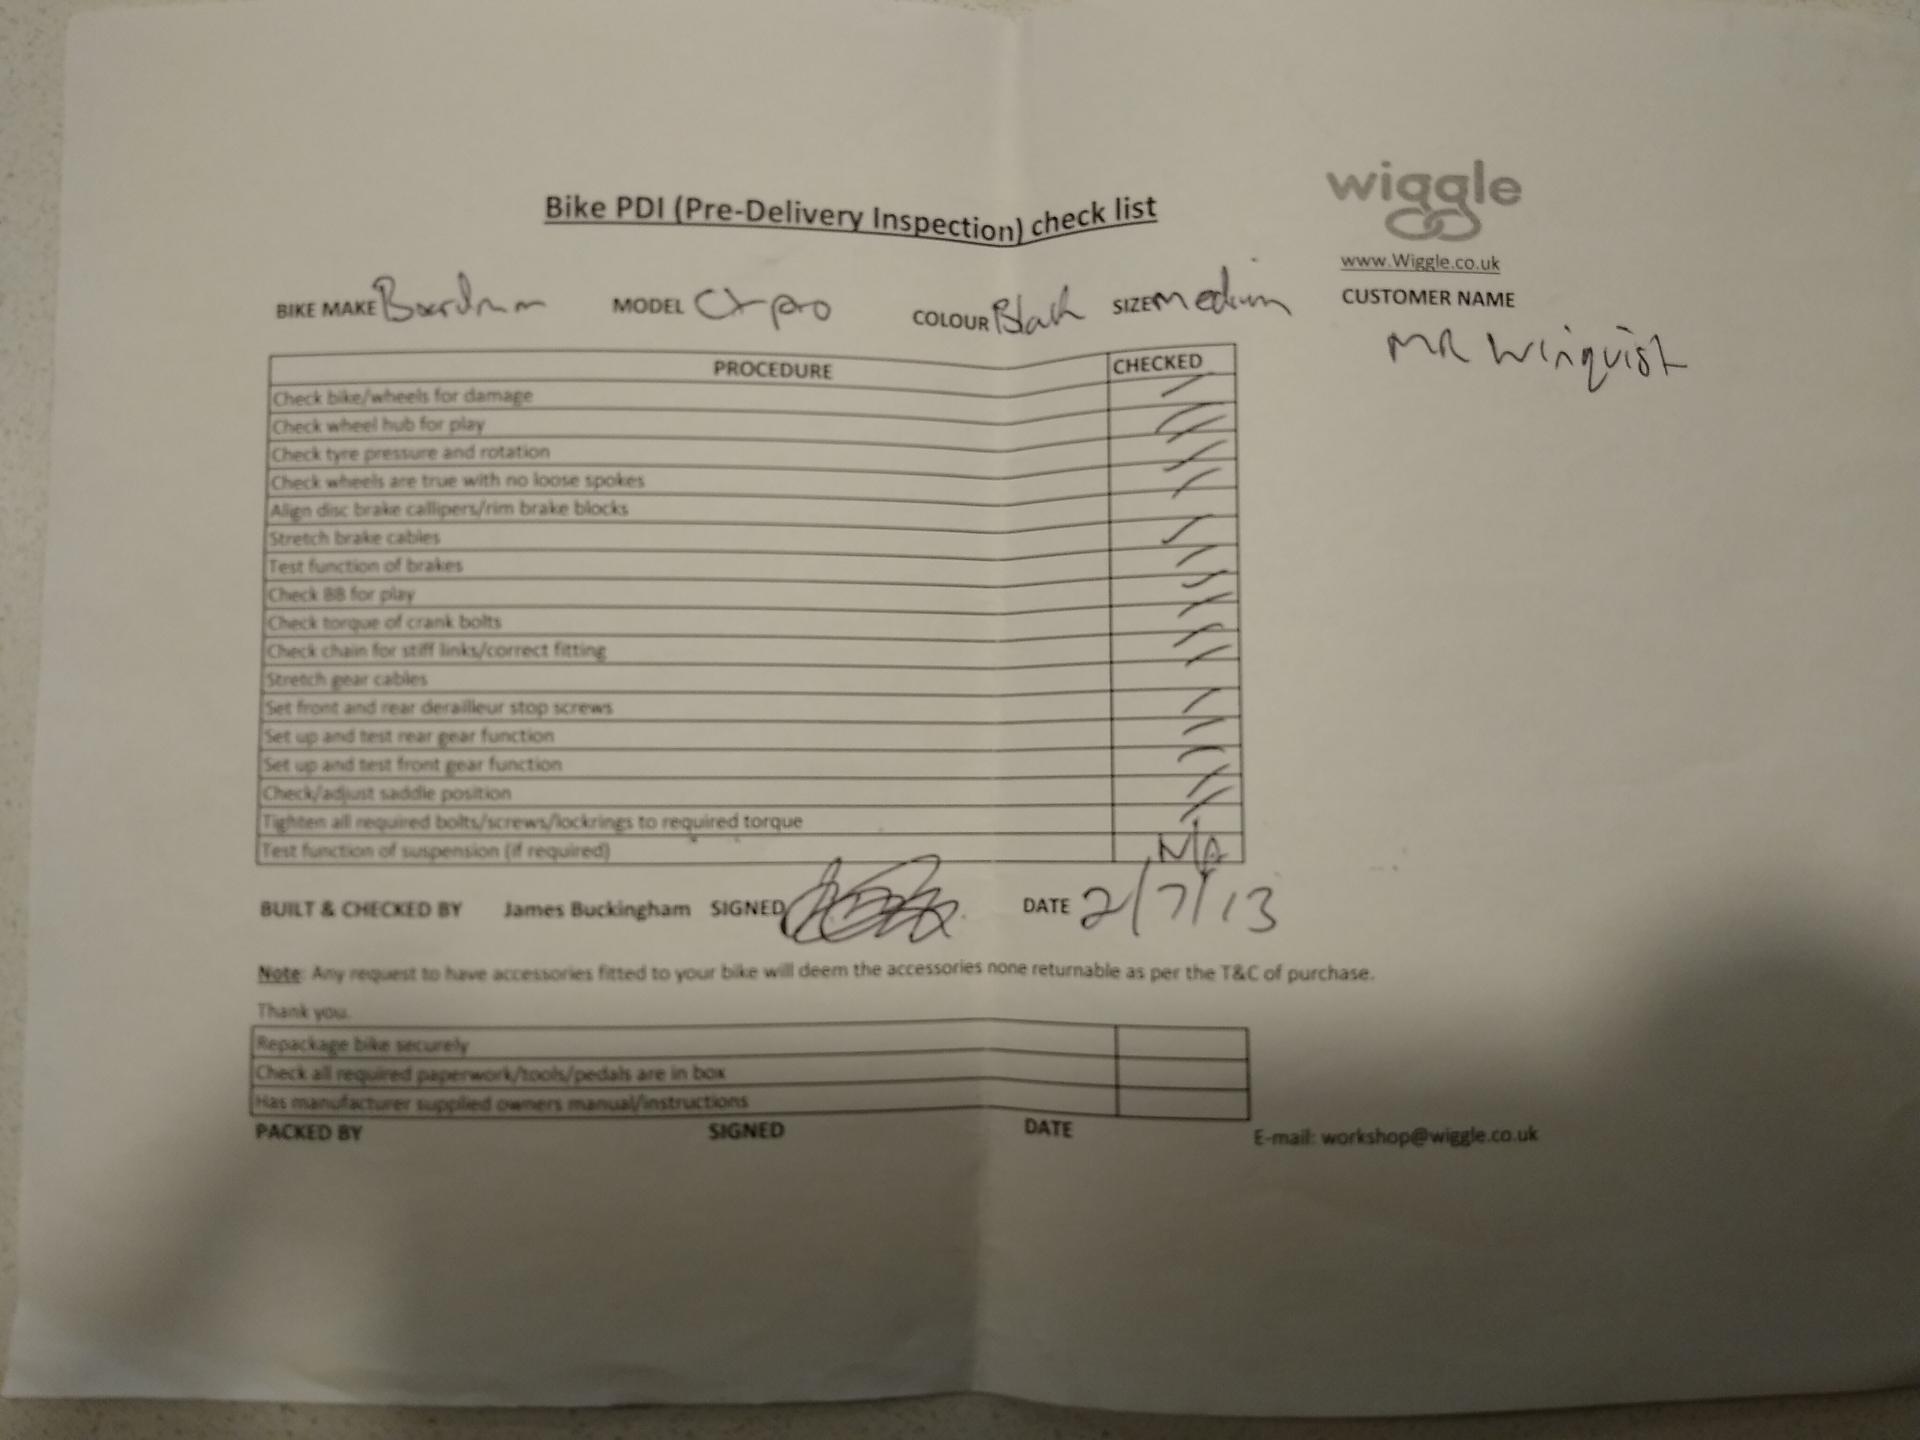 wiggle
Bike PDI (Pre-Delivery Inspection) check list
www.Wiggle.co.uk
BIKE MAKE Boardman MODEL CX pro COLOUR Black SIZE medium CUSTOMER NAME
MR Winquist
PROCEDURE CHECKED
Check bike/wheels for damage
Check wheel hub for play
Check tyre pressure and rotation
Check wheels are true with no loose spokes
Align disc brake callipers/rim brake blocks
Stretch brake cables
Test function of brakes
Check BB for play
Check torque of crank bolts
Check chain for stiff links/correct fitting
Stretch gear cables
Set front and rear derailleur stop screws
Set up and test rear gear function
Set up and test front gear function
Check/adjust saddle position
Tighten all required bolts/screws/lockrings to required torque
Test function of suspension (if required) N/A
BUILT & CHECKED BY James Buckingham SIGNED DATE 2/7/13
Note: Any request to have accessories fitted to your bike will deem the accessories none returnable as per the T&C of purchase.
Thank you.
Repackage bike securely
Check all required paperwork/tools/pedals are in box
Has manufacturer supplied owners manual/instructions
PACKED BY SIGNED DATE E-mail: workshop@wiggle.co.uk